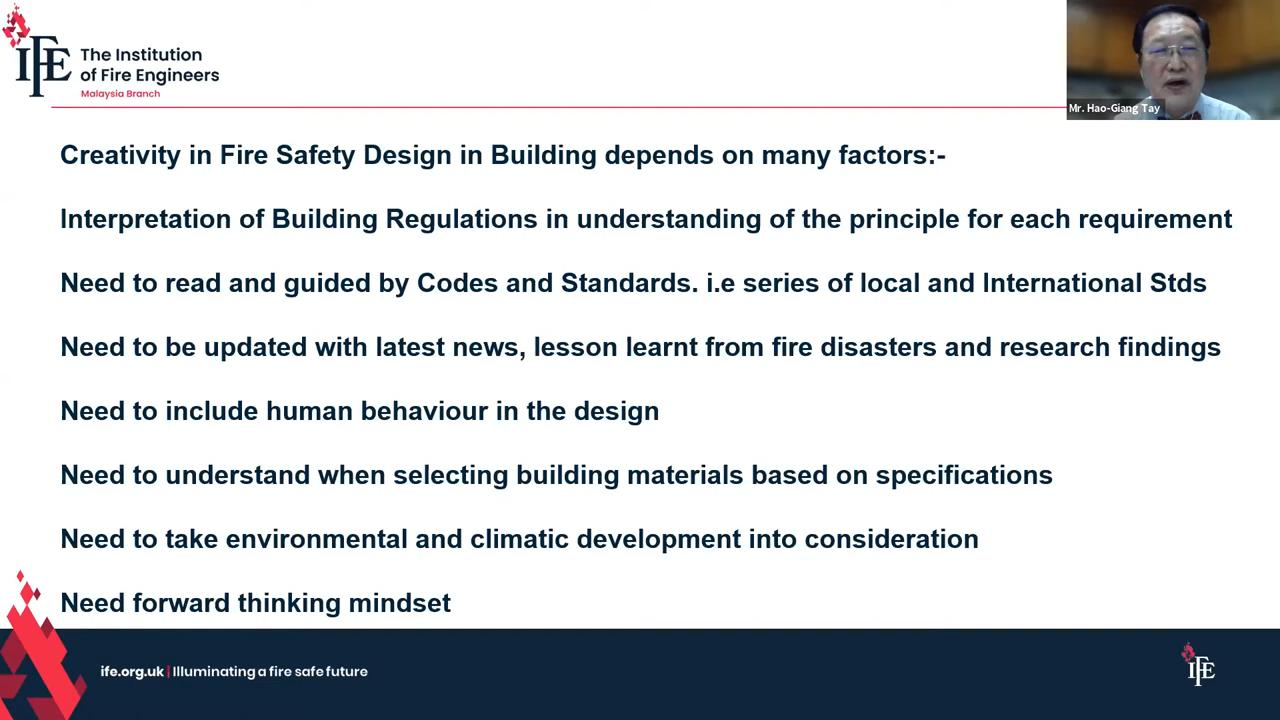 IFE
The Institution
of Fire Engineers
Malaysia Branch
Mr. Hao-Giang Tay
Creativity in Fire Safety Design in Building depends on many factors:-
Interpretation of Building Regulations in understanding of the principle for each requirement
Need to read and guided by Codes and Standards. i.e series of local and International Stds
Need to be updated with latest news, lesson learnt from fire disasters and research findings
Need to include human behaviour in the design
Need to understand when selecting building materials based on specifications
Need to take environmental and climatic development into consideration
Need forward thinking mindset
ife.org.uk | Illuminating a fire safe future
IFE